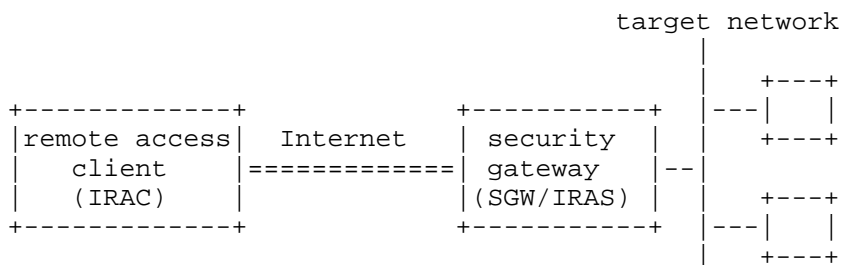 target network
remote access Internet security
client gateway
(IRAC) (SGW/IRAS)